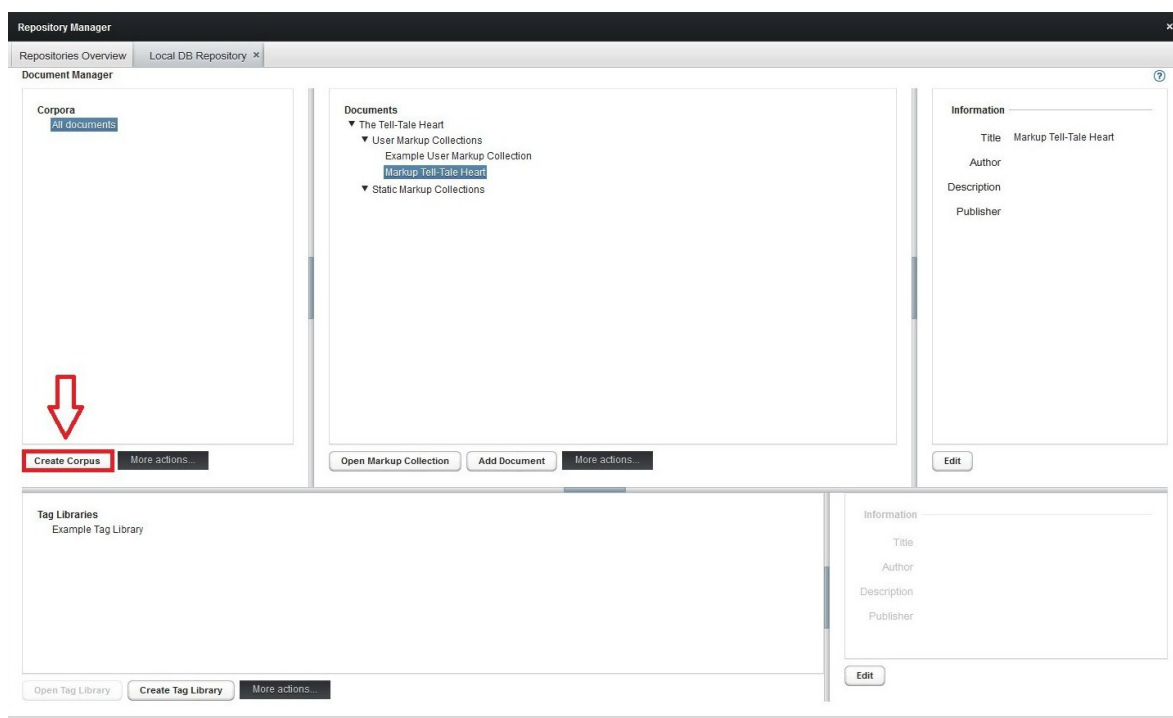 Repository Manager ×
Repositories Overview Local DB Repository ×
Document Manager ?
Corpora
All documents
Create Corpus More actions...
Documents
▼ The Tell-Tale Heart
▼ User Markup Collections
Example User Markup Collection
Markup Tell-Tale Heart
▼ Static Markup Collections
Open Markup Collection Add Document More actions...
Information
Title Markup Tell-Tale Heart
Author
Description
Publisher
Edit
Tag Libraries
Example Tag Library
Open Tag Library Create Tag Library More actions...
Information
Title
Author
Description
Publisher
Edit